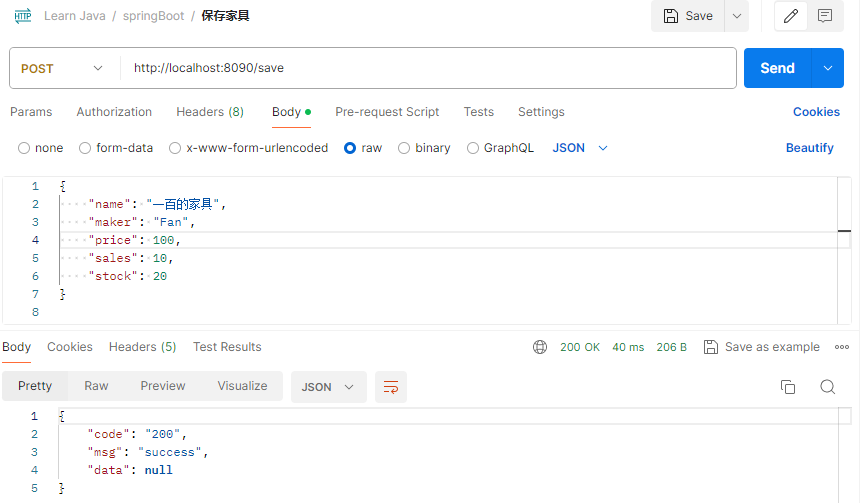 HTTP Learn Java / springBoot / 保存家具 Save
POST http://localhost:8090/save Send
Params Authorization Headers (8) Body Pre-request Script Tests Settings Cookies
none form-data x-www-form-urlencoded raw binary GraphQL JSON Beautify
1 {
2 ····"name":·"一百的家具",
3 ····"maker":·"Fan",
4 ····"price":·100,
5 ····"sales":·10,
6 ····"stock":·20
7 }
8
Body Cookies Headers (5) Test Results 200 OK 40 ms 206 B Save as example
Pretty Raw Preview Visualize JSON
1 {
2 "code": "200",
3 "msg": "success",
4 "data": null
5 }